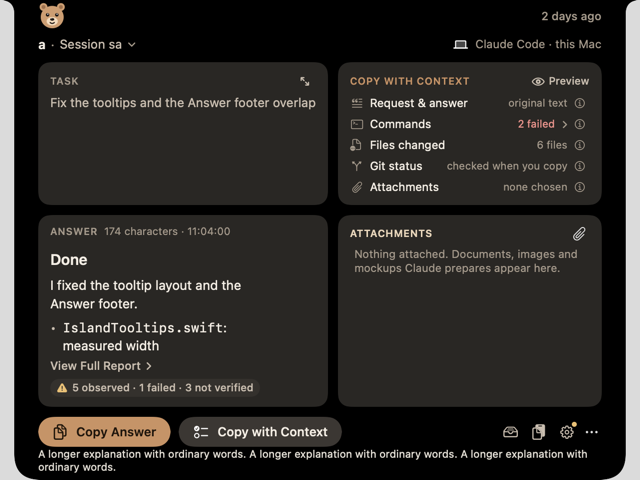 2 days ago
a · Session sa
Claude Code · this Mac
TASK
Fix the tooltips and the Answer footer overlap
COPY WITH CONTEXT
Preview
Request & answer original text
Commands 2 failed
Files changed 6 files
Git status checked when you copy
Attachments none chosen
ANSWER 174 characters · 11:04:00
Done
I fixed the tooltip layout and the
Answer footer.
• IslandTooltips.swift:
measured width
View Full Report
5 observed · 1 failed · 3 not verified
ATTACHMENTS
Nothing attached. Documents, images and
mockups Claude prepares appear here.
Copy Answer
Copy with Context
A longer explanation with ordinary words. A longer explanation with ordinary words. A longer explanation with
ordinary words.